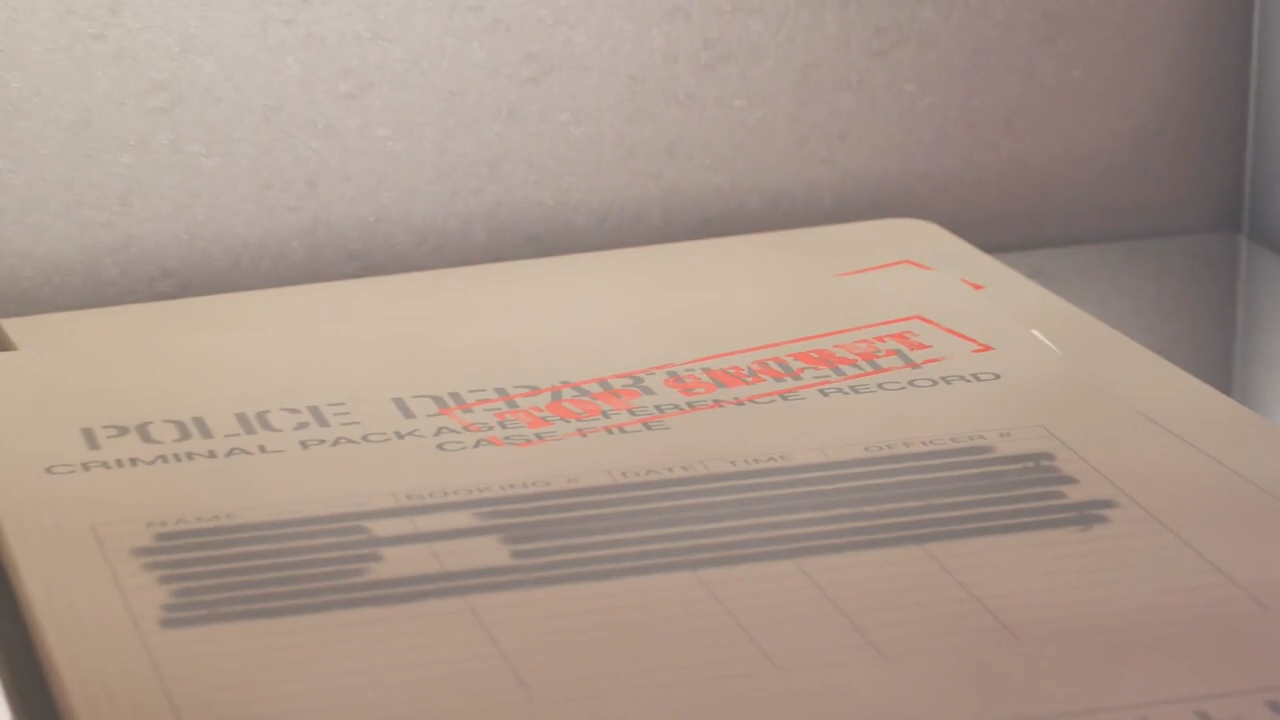 TOP SECRET
POLICE DEPARTMENT
CRIMINAL PACKAGE REFERENCE RECORD
CASE FILE
NAME BOOKING # DATE TIME OFFICER #